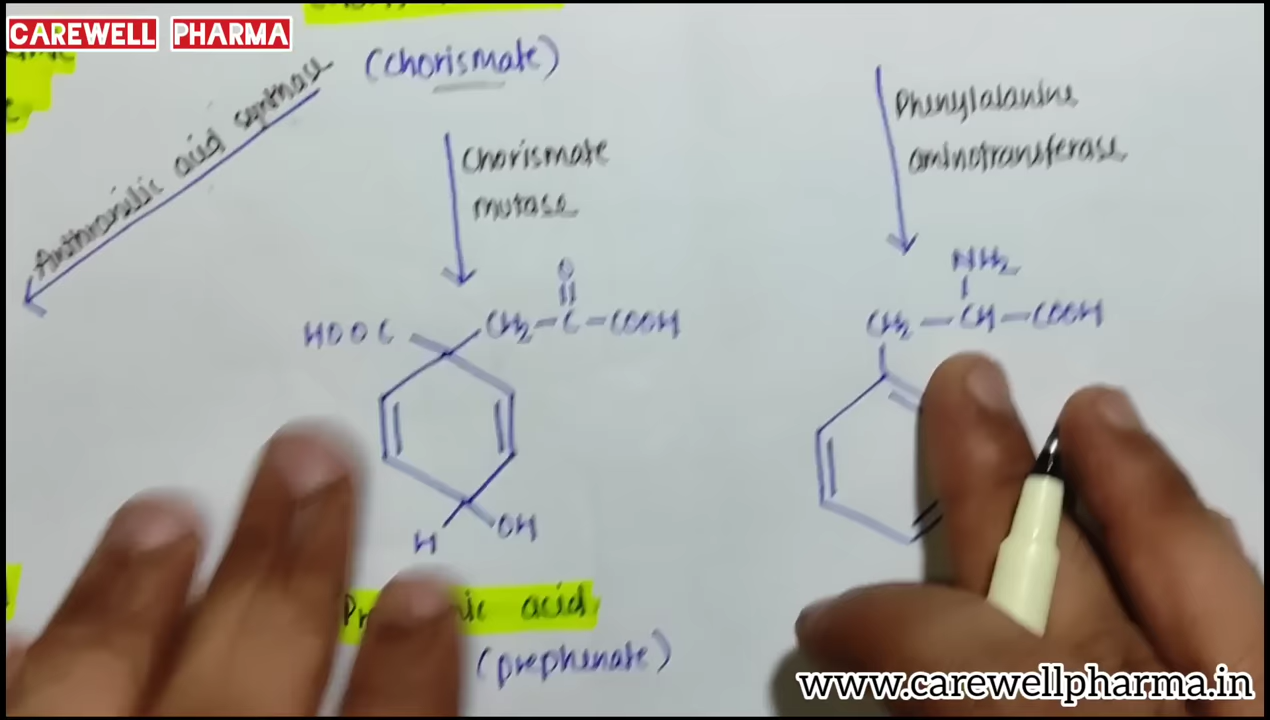 CAREWELL PHARMA
(Chorismate)
Anthranilic acid synthase
Chorismate
mutase
Phenylalanine
aminotransferase
O
HOOC
CH2-C-COOH
H
OH
NH2
CH2-CH-COOH
acid
(prephenate)
www.carewellpharma.in